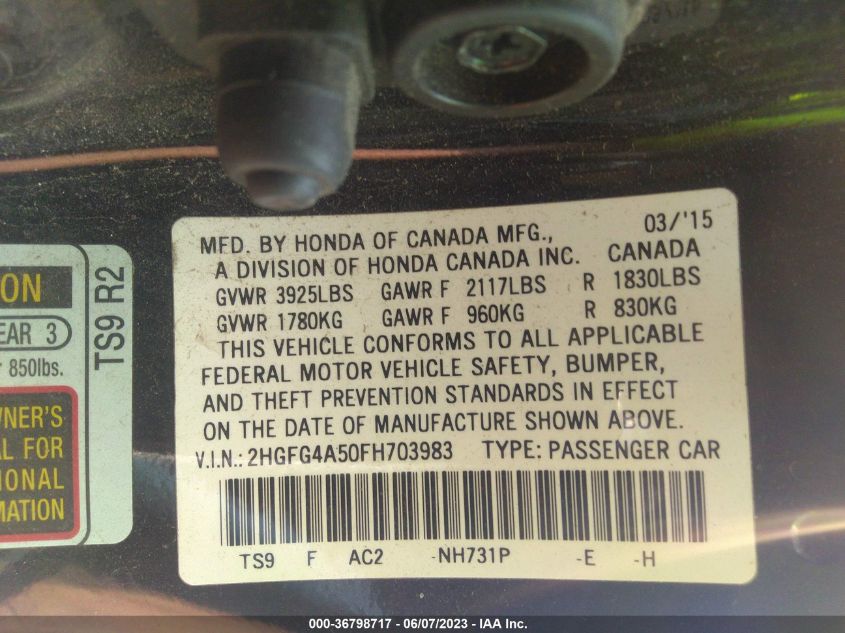 03/'15
MFD. BY HONDA OF CANADA MFG.,
A DIVISION OF HONDA CANADA INC. CANADA
GVWR 3925LBS GAWR F 2117LBS R 1830LBS
GVWR 1780KG GAWR F 960KG R 830KG
THIS VEHICLE CONFORMS TO ALL APPLICABLE
FEDERAL MOTOR VEHICLE SAFETY, BUMPER,
AND THEFT PREVENTION STANDARDS IN EFFECT
ON THE DATE OF MANUFACTURE SHOWN ABOVE.
V.I.N.: 2HGFG4A50FH703983 TYPE: PASSENGER CAR
TS9 F AC2 -NH731P -E -H
ON
EAR 3
850lbs.
WNER'S
AL FOR
IONAL
MATION
TS9 R2
000-36798717 — 06/07/2023 — IAA Inc.